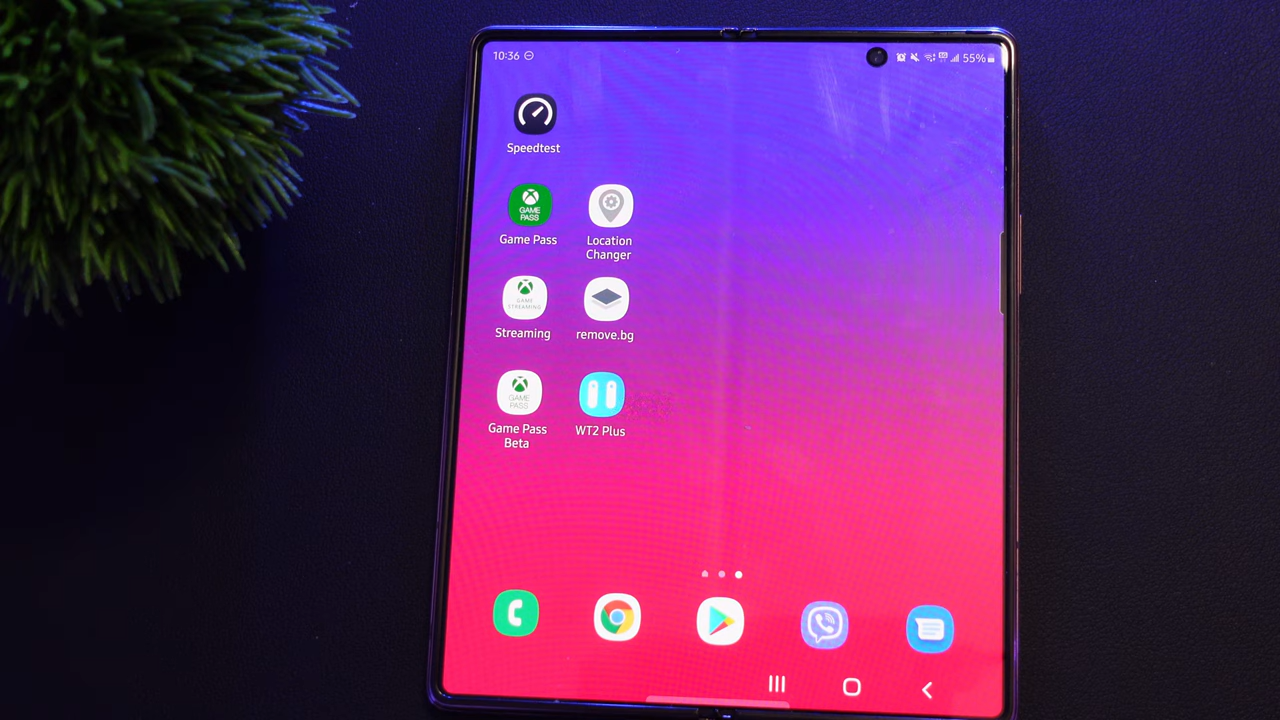 10:36
5G
55%
Speedtest
GAME
PASS
Game Pass
Location
Changer
GAME
STREAMING
Streaming
remove.bg
GAME
PASS
Game Pass
Beta
WT2 Plus